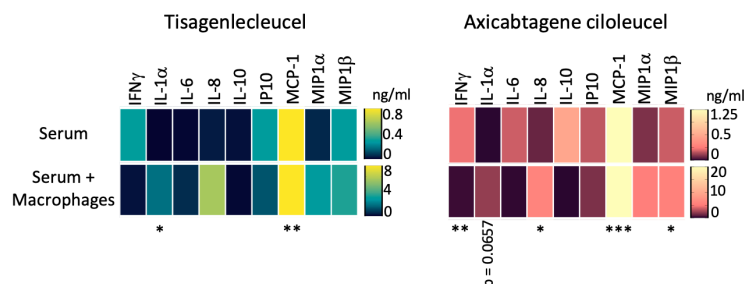 Tisagenlecleucel
Axicabtagene ciloleucel
IFNγ IL-1α IL-6 IL-8 IL-10 IP10 MCP-1 MIP1α MIP1β
ng/ml
IFNγ IL-1α IL-6 IL-8 IL-10 IP10 MCP-1 MIP1α MIP1β
ng/ml
Serum
0.8
0.4
0
1.25
0.5
0
Serum +
Macrophages
8
4
0
20
10
0
* **
** p = 0.0657 * *** *